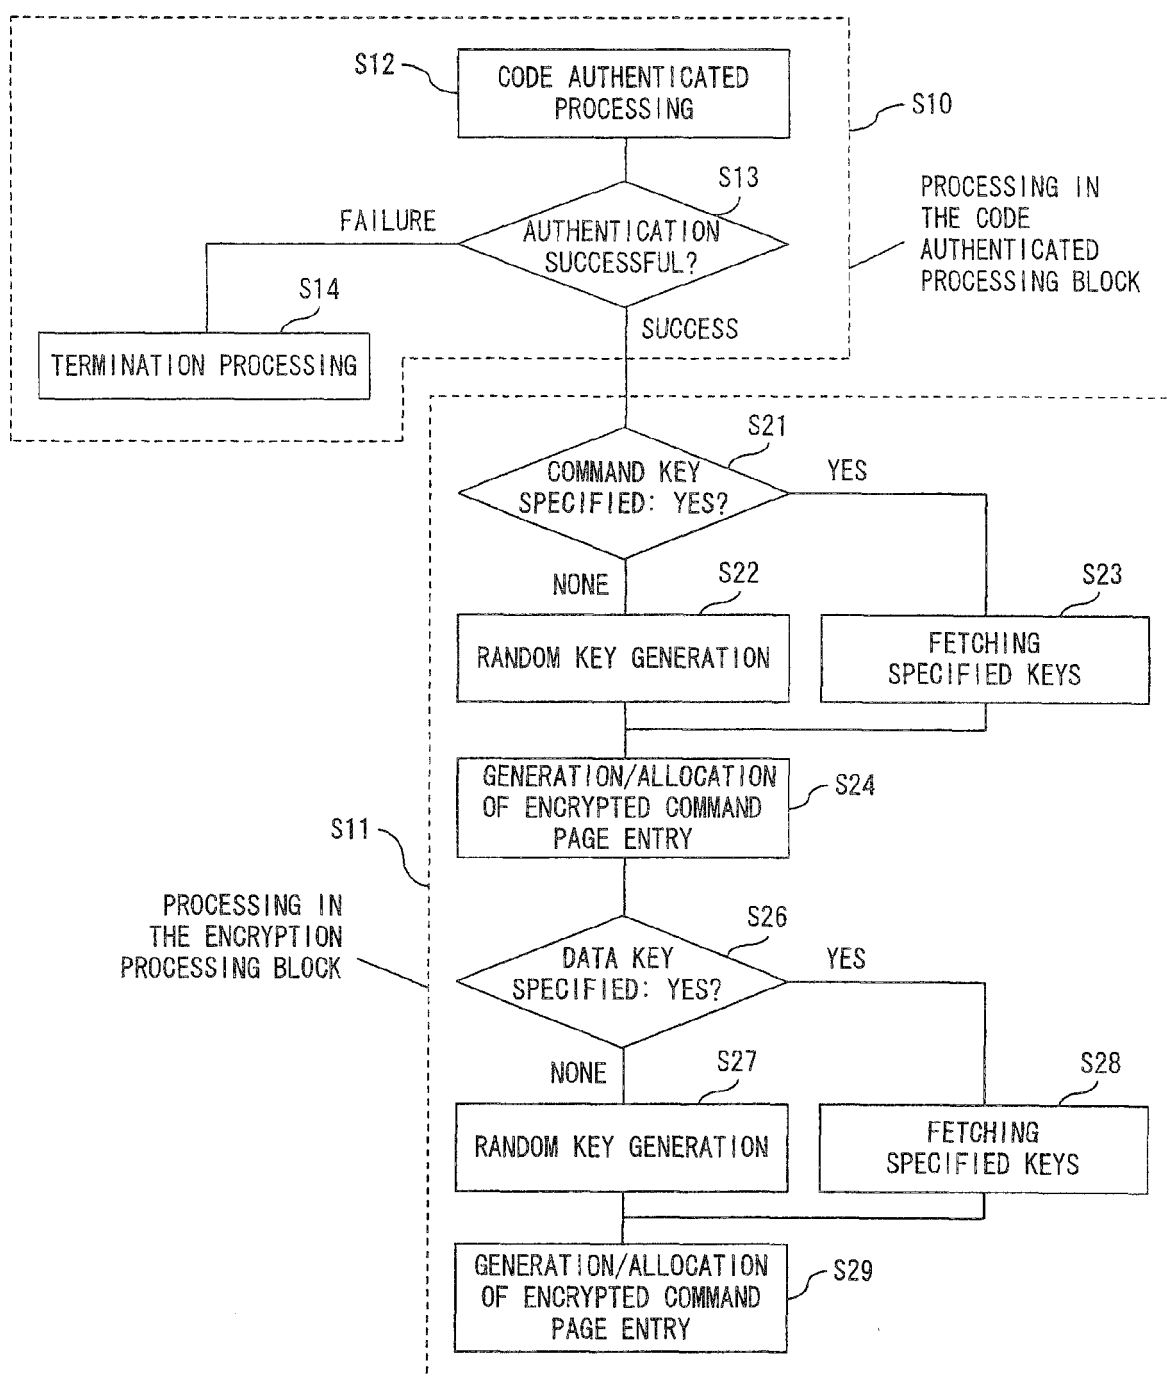 S12
CODE AUTHENTICATED
PROCESSING
S10
S13
PROCESSING IN
THE CODE
AUTHENTICATED
PROCESSING BLOCK
FAILURE
AUTHENTICATION
SUCCESSFUL?
S14
SUCCESS
TERMINATION PROCESSING
S21
COMMAND KEY
SPECIFIED: YES?
YES
NONE
S22
S23
RANDOM KEY GENERATION
FETCHING
SPECIFIED KEYS
GENERATION/ALLOCATION
OF ENCRYPTED COMMAND
PAGE ENTRY
S24
S11
PROCESSING IN
THE ENCRYPTION
PROCESSING BLOCK
S26
DATA KEY
SPECIFIED: YES?
YES
NONE
S27
S28
RANDOM KEY GENERATION
FETCHING
SPECIFIED KEYS
GENERATION/ALLOCATION
OF ENCRYPTED COMMAND
PAGE ENTRY
S29